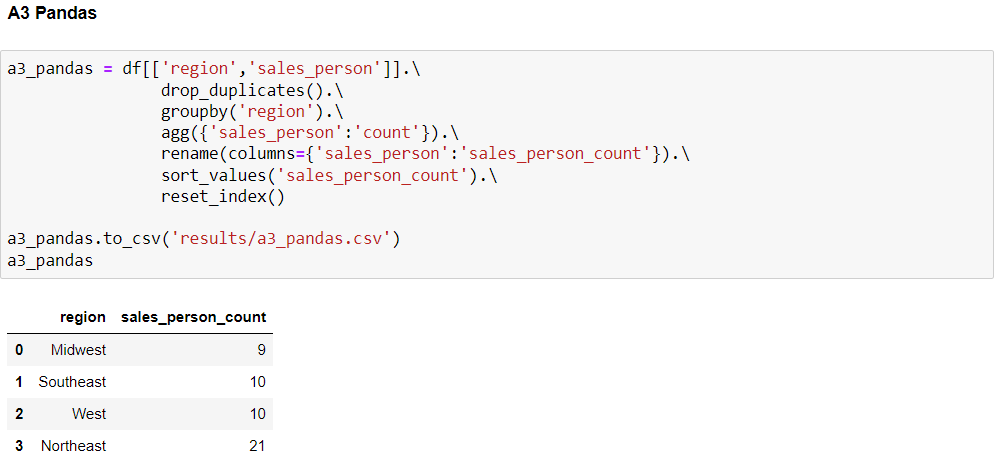 A3 Pandas
a3_pandas = df[['region','sales_person']].\
drop_duplicates().\
groupby('region').\
agg({'sales_person':'count'}).\
rename(columns={'sales_person':'sales_person_count'}).\
sort_values('sales_person_count').\
reset_index()
a3_pandas.to_csv('results/a3_pandas.csv')
a3_pandas
region sales_person_count
0 Midwest 9
1 Southeast 10
2 West 10
3 Northeast 21